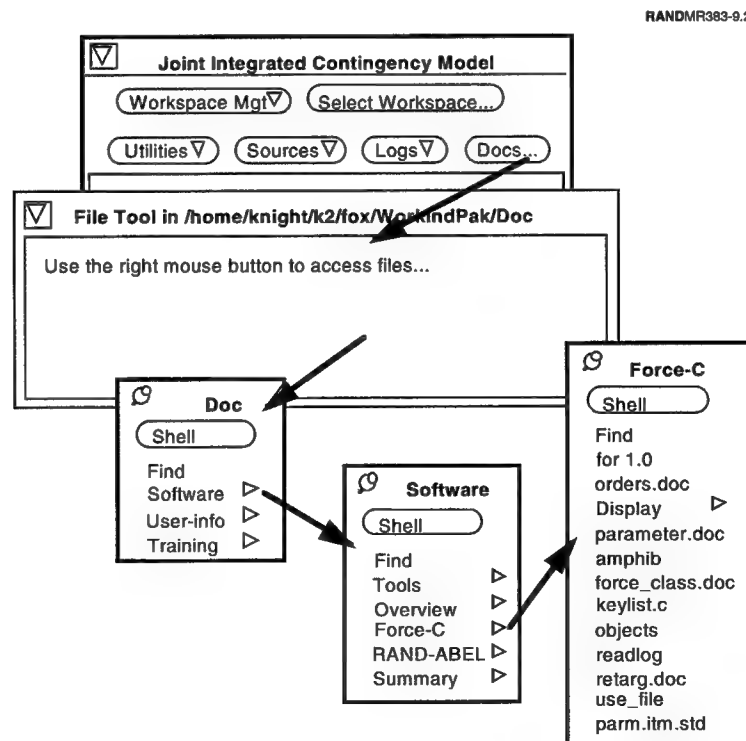 RANDMR383-9.2
Joint Integrated Contingency Model
Workspace Mgt Select Workspace...
Utilities Sources Logs Docs...
File Tool in /home/knight/k2/fox/WorkindPak/Doc
Use the right mouse button to access files...
Doc
Shell
Find
Software
User-info
Training
Software
Shell
Find
Tools
Overview
Force-C
RAND-ABEL
Summary
Force-C
Shell
Find
for 1.0
orders.doc
Display
parameter.doc
amphib
force_class.doc
keylist.c
objects
readlog
retarg.doc
use_file
parm.itm.std